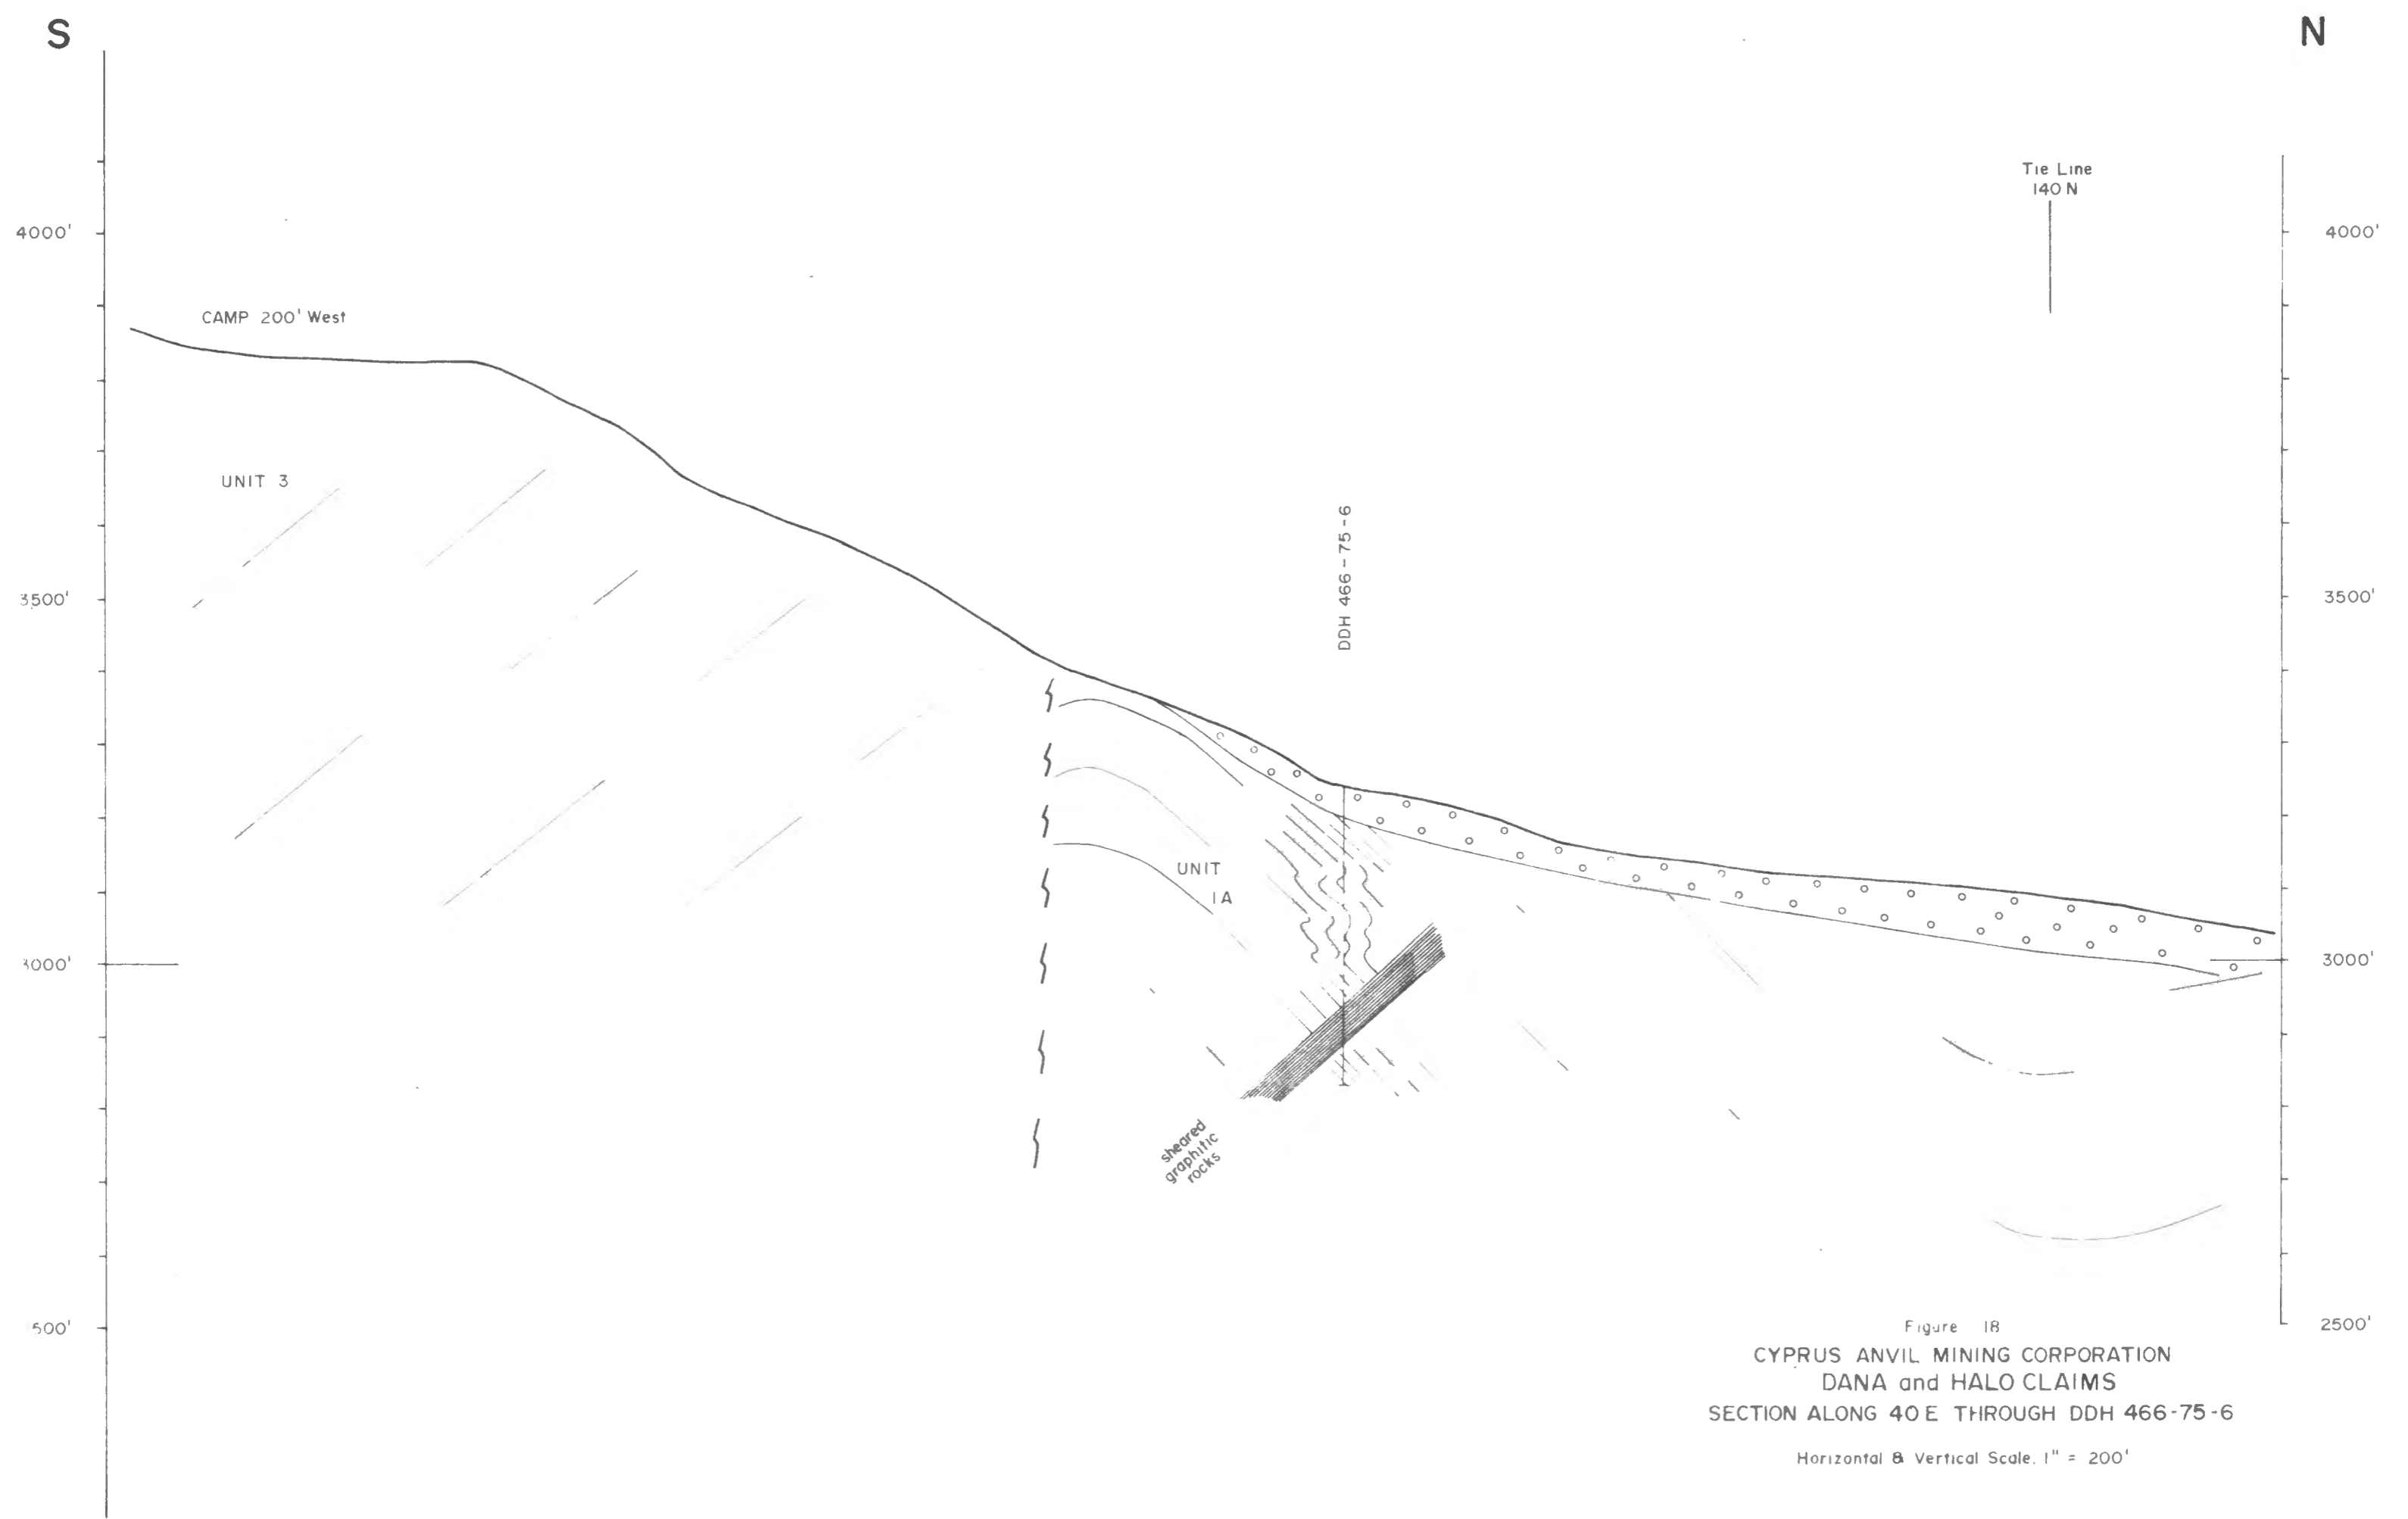 S
N
Tie Line
140 N
4000'
4000'
CAMP 200' West
UNIT 3
DDH 466-75-6
3500'
3500'
UNIT
1A
3000'
3000'
sheared
graphitic
rocks
500'
2500'
Figure 18
CYPRUS ANVIL MINING CORPORATION
DANA and HALO CLAIMS
SECTION ALONG 40 E THROUGH DDH 466-75-6
Horizontal & Vertical Scale. 1" = 200'